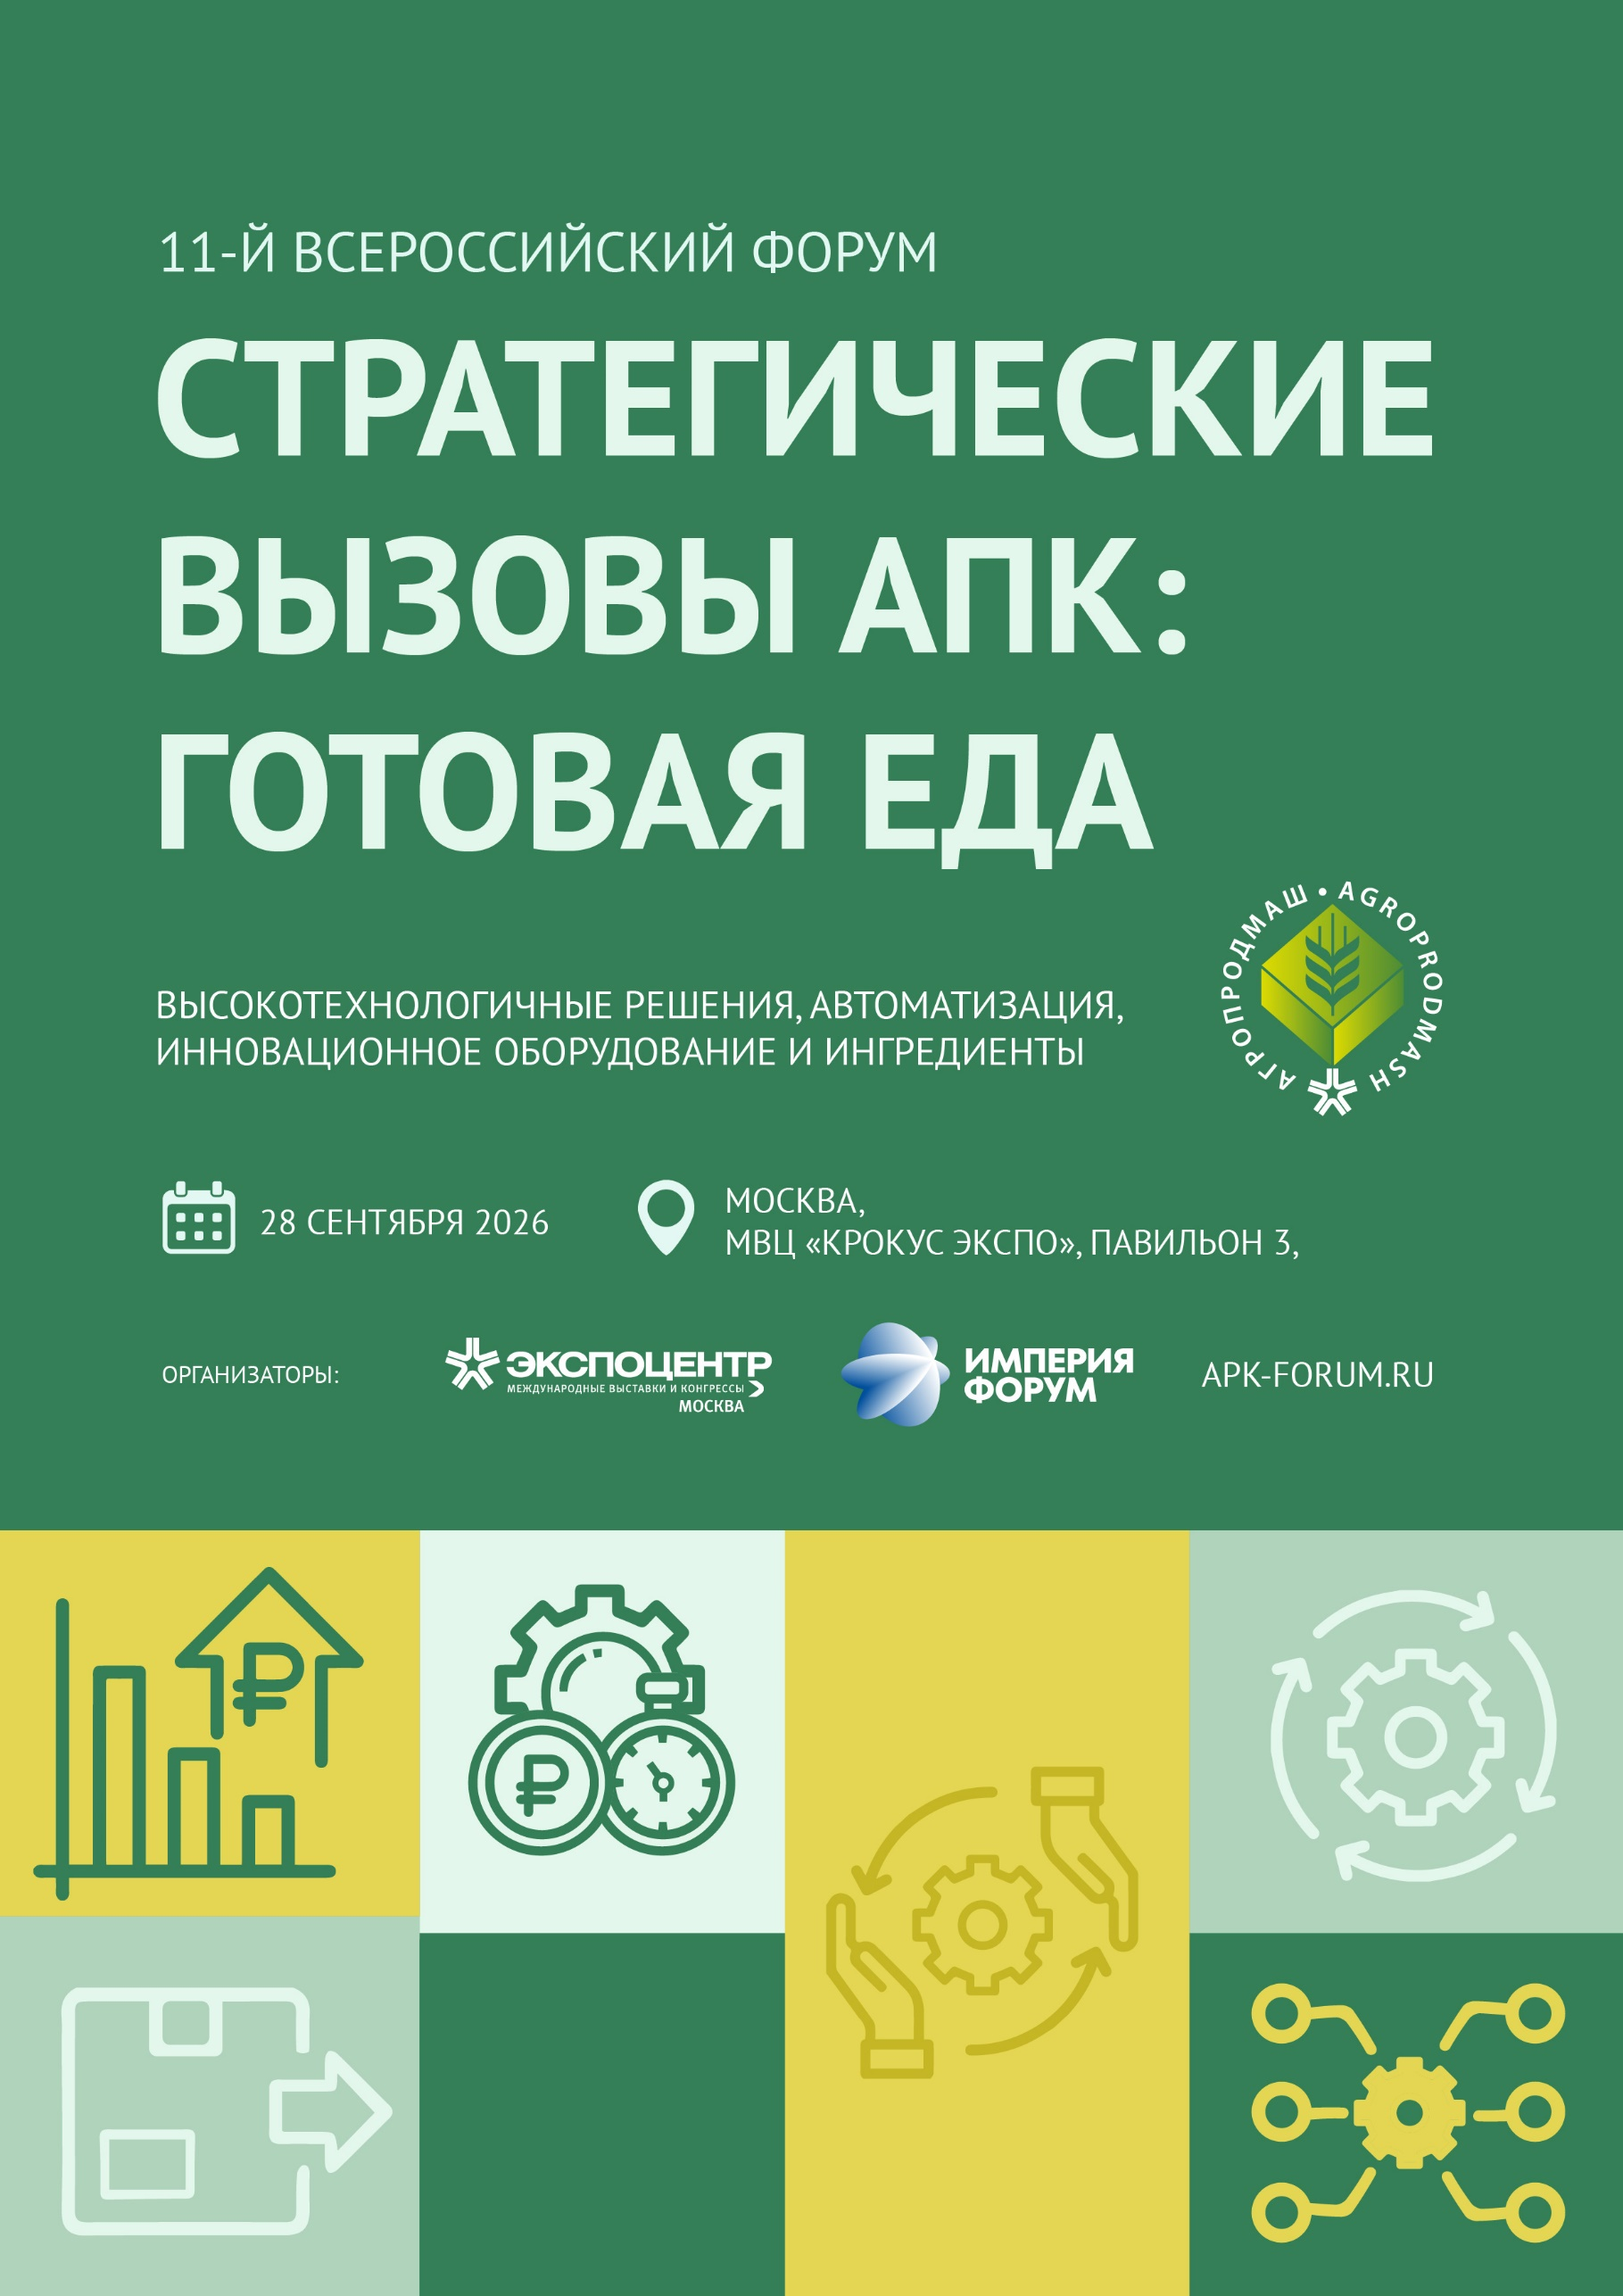 11-Й ВСЕРОССИЙСКИЙ ФОРУМ
СТРАТЕГИЧЕСКИЕ
ВЫЗОВЫ АПК:
ГОТОВАЯ ЕДА
АГРОПРОДМАШ • AGROPRODMASH
ВЫСОКОТЕХНОЛОГИЧНЫЕ РЕШЕНИЯ, АВТОМАТИЗАЦИЯ,
ИННОВАЦИОННОЕ ОБОРУДОВАНИЕ И ИНГРЕДИЕНТЫ
28 СЕНТЯБРЯ 2026
МОСКВА,
МВЦ «КРОКУС ЭКСПО», ПАВИЛЬОН 3,
ОРГАНИЗАТОРЫ:
ЭКСПОЦЕНТР
МЕЖДУНАРОДНЫЕ ВЫСТАВКИ И КОНГРЕССЫ
МОСКВА
ИМПЕРИЯ
ФОРУМ
APK-FORUM.RU
₽
₽